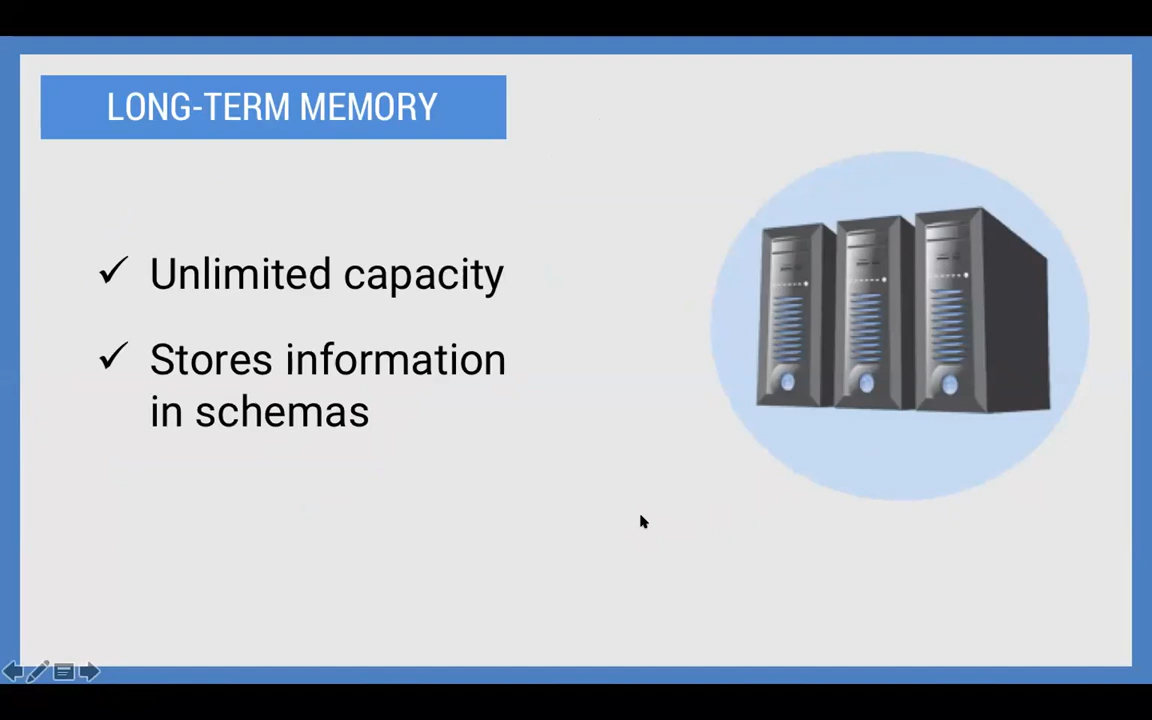 LONG-TERM MEMORY
✓ Unlimited capacity
✓ Stores information
in schemas